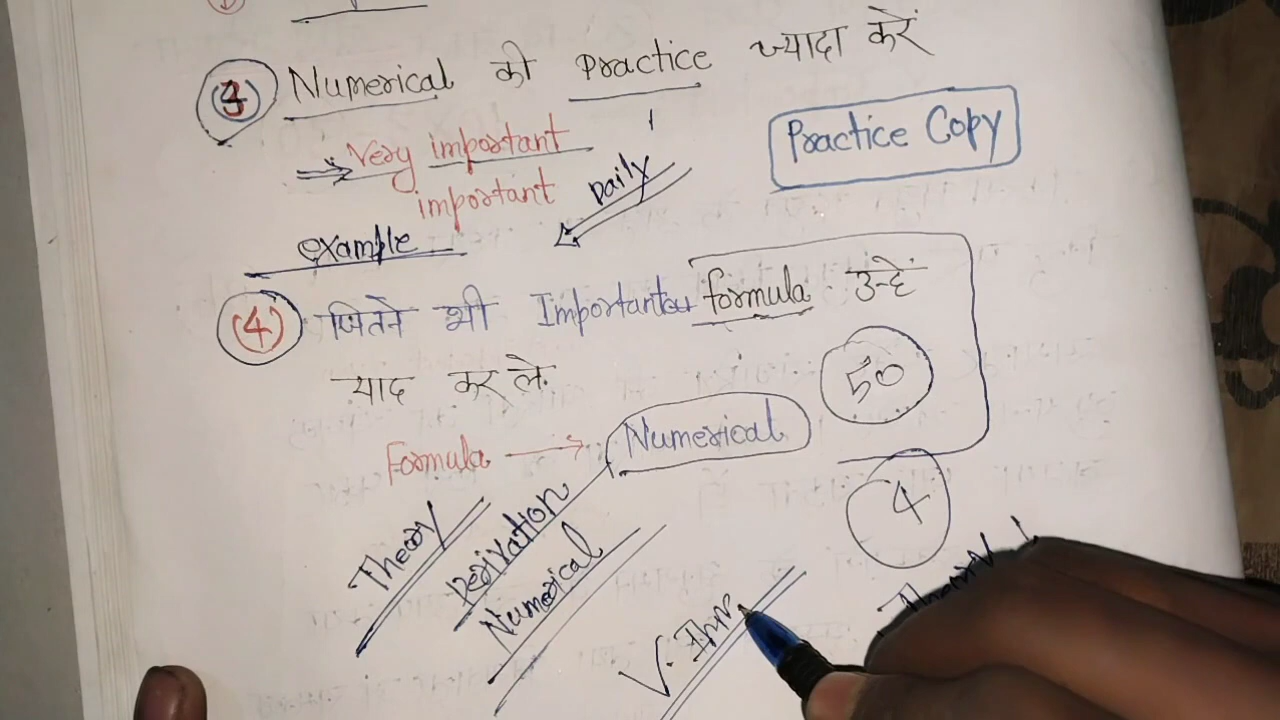 (3) Numerical की Practice ज्यादा करें
⇒ Very important
important
Daily
Practice Copy
example
(4) जितने भी Important formula उन्हें
याद कर ले
50
Formula → Numerical
4
Theory
Derivation
Numerical
V. Im